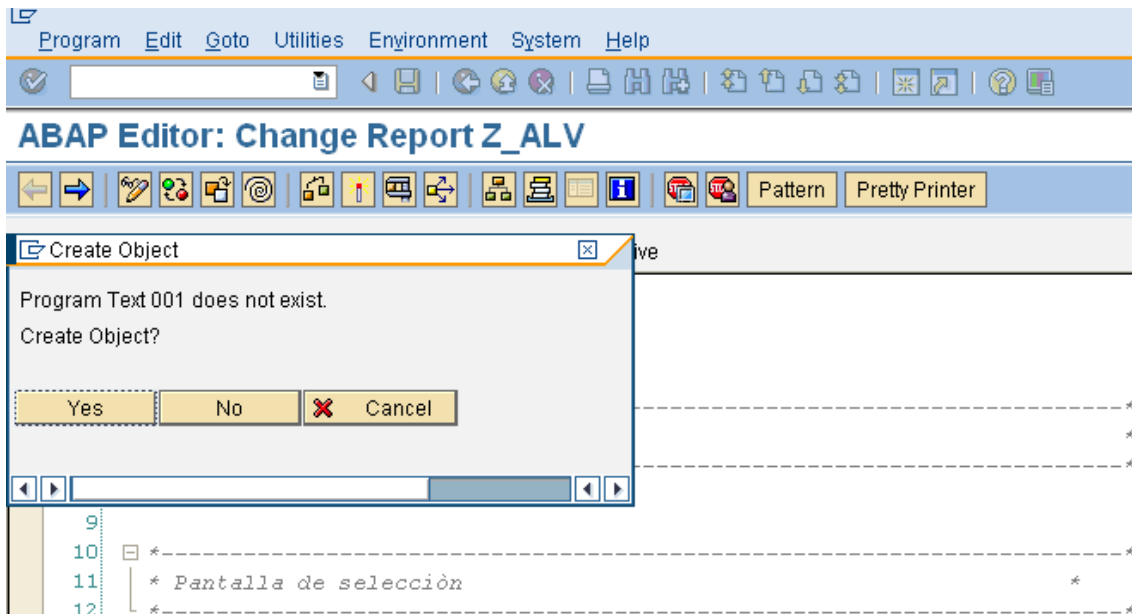 Program Edit Goto Utilities Environment System Help
ABAP Editor: Change Report Z_ALV
Pattern Pretty Printer
Create Object
ive
Program Text 001 does not exist.
Create Object?
Yes No Cancel
9
10 *----------------------------------------------------------------------*
11 * Pantalla de selecciòn *
12 *----------------------------------------------------------------------*